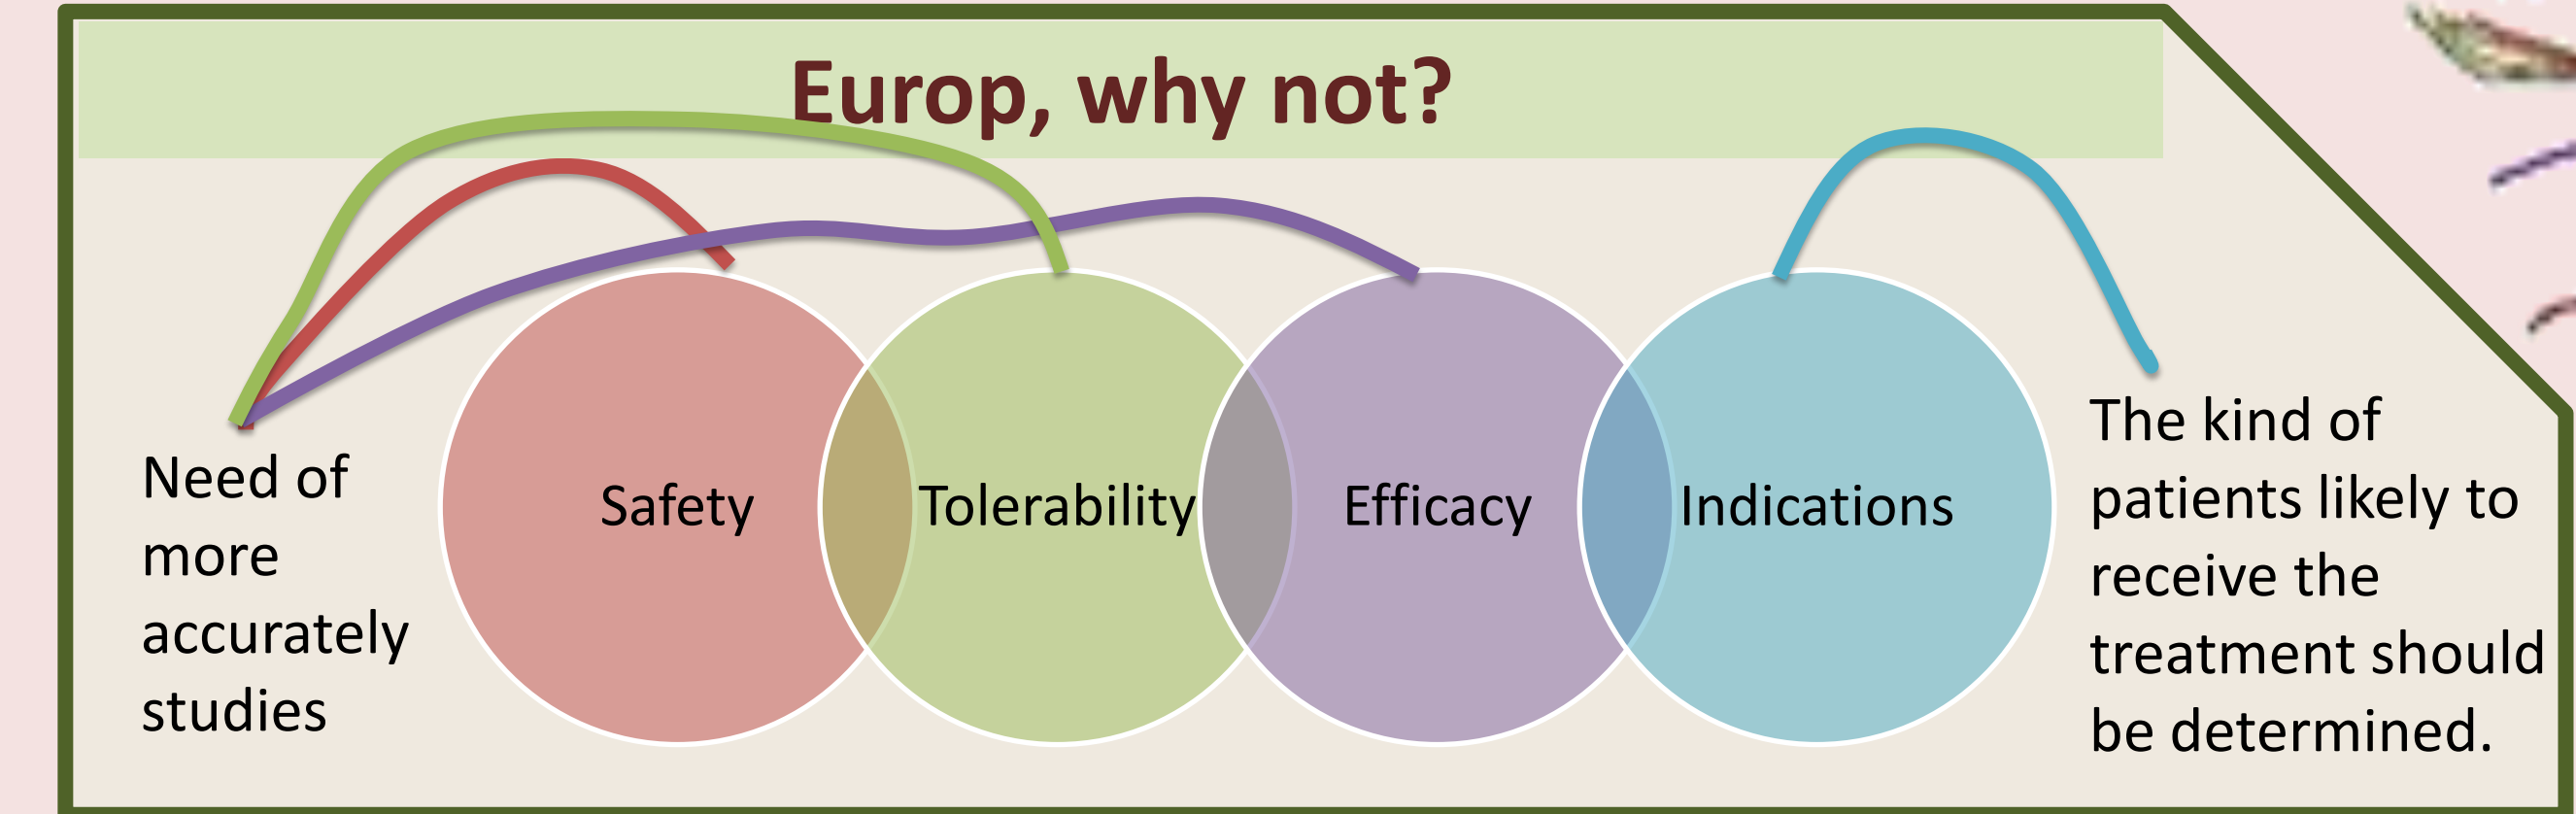 Europ, why not?
Need of
more
accurately
studies
Safety
Tolerability
Efficacy
Indications
The kind of
patients likely to
receive the
treatment should
be determined.